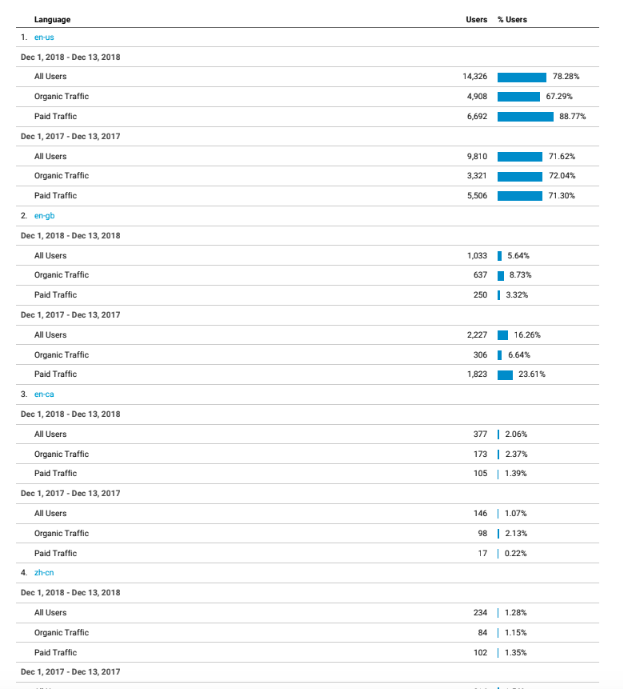 Language Users % Users
1. en-us
Dec 1, 2018 - Dec 13, 2018
All Users 14,326 78.28%
Organic Traffic 4,908 67.29%
Paid Traffic 6,692 88.77%
Dec 1, 2017 - Dec 13, 2017
All Users 9,810 71.62%
Organic Traffic 3,321 72.04%
Paid Traffic 5,506 71.30%
2. en-gb
Dec 1, 2018 - Dec 13, 2018
All Users 1,033 5.64%
Organic Traffic 637 8.73%
Paid Traffic 250 3.32%
Dec 1, 2017 - Dec 13, 2017
All Users 2,227 16.26%
Organic Traffic 306 6.64%
Paid Traffic 1,823 23.61%
3. en-ca
Dec 1, 2018 - Dec 13, 2018
All Users 377 2.06%
Organic Traffic 173 2.37%
Paid Traffic 105 1.39%
Dec 1, 2017 - Dec 13, 2017
All Users 146 1.07%
Organic Traffic 98 2.13%
Paid Traffic 17 0.22%
4. zh-cn
Dec 1, 2018 - Dec 13, 2018
All Users 234 1.28%
Organic Traffic 84 1.15%
Paid Traffic 102 1.35%
Dec 1, 2017 - Dec 13, 2017